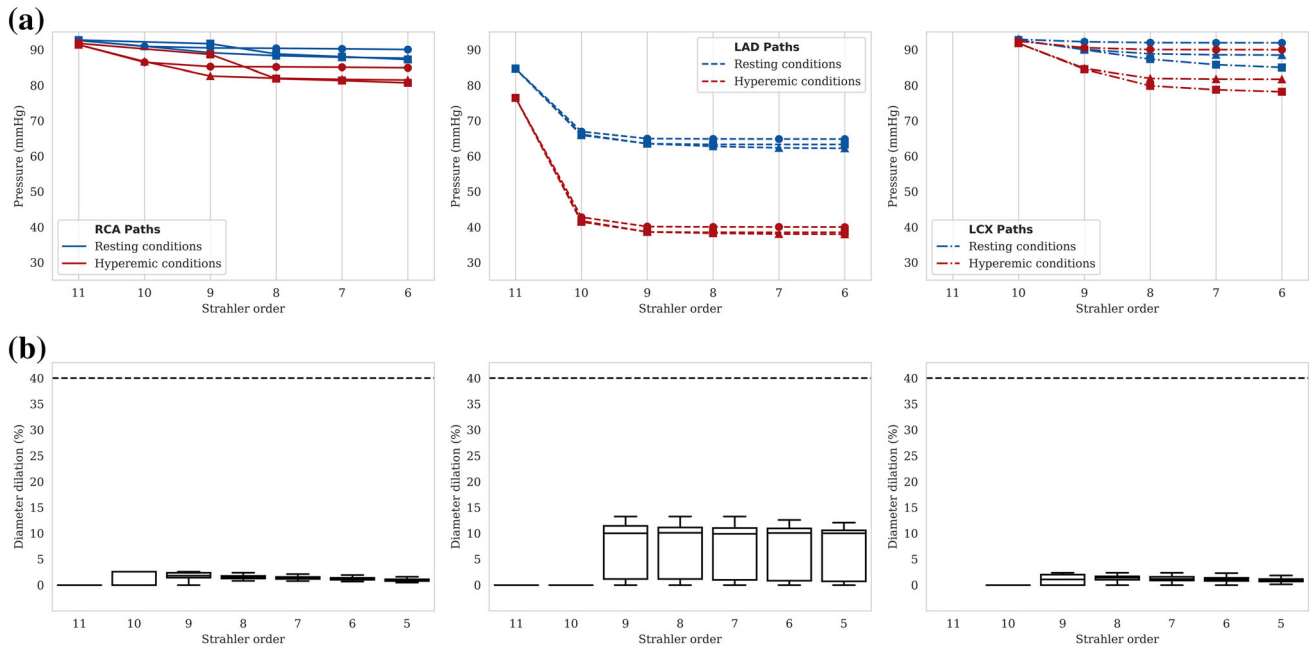 (a)
90
80
70
60
50
40
30
Pressure (mmHg)
RCA Paths
Resting conditions
Hyperemic conditions
11 10 9 8 7 6
Strahler order
90
80
70
60
50
40
30
Pressure (mmHg)
LAD Paths
Resting conditions
Hyperemic conditions
11 10 9 8 7 6
Strahler order
90
80
70
60
50
40
30
Pressure (mmHg)
LCX Paths
Resting conditions
Hyperemic conditions
11 10 9 8 7 6
Strahler order
(b)
40
35
30
25
20
15
10
5
0
Diameter dilation (%)
11 10 9 8 7 6 5
Strahler order
40
35
30
25
20
15
10
5
0
Diameter dilation (%)
11 10 9 8 7 6 5
Strahler order
40
35
30
25
20
15
10
5
0
Diameter dilation (%)
11 10 9 8 7 6 5
Strahler order